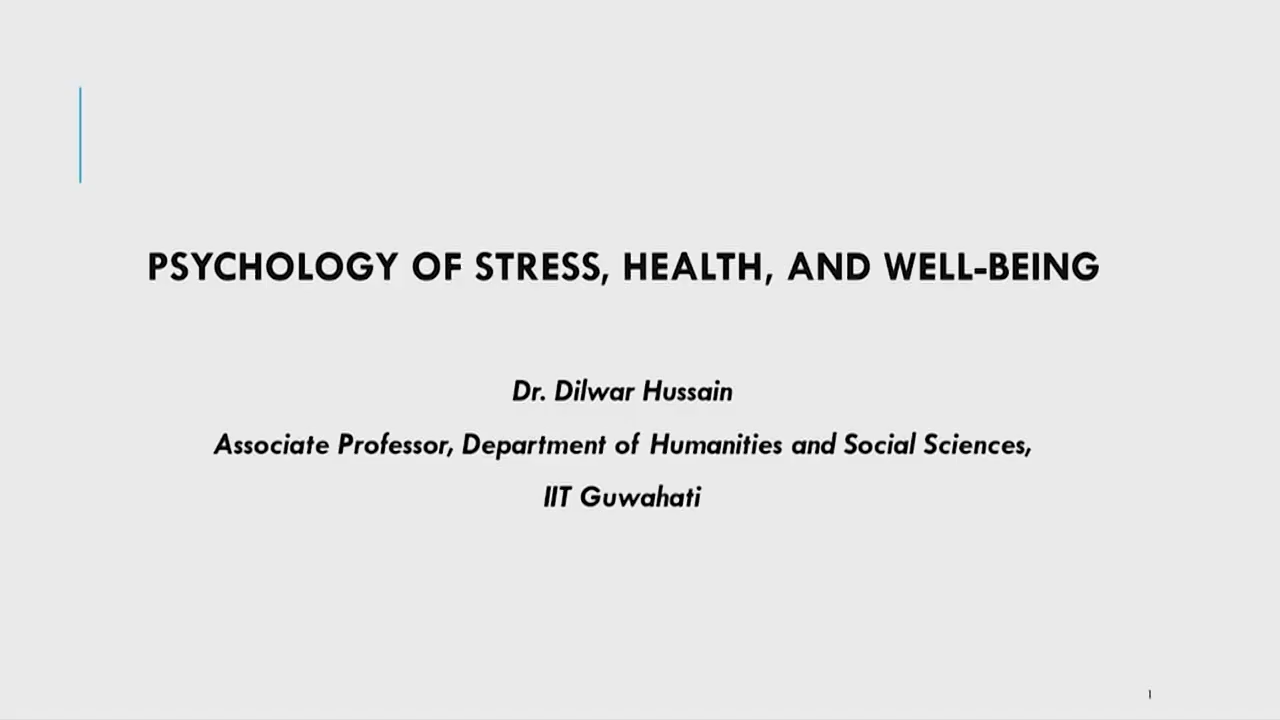 PSYCHOLOGY OF STRESS, HEALTH, AND WELL-BEING
Dr. Dilwar Hussain
Associate Professor, Department of Humanities and Social Sciences,
IIT Guwahati
1